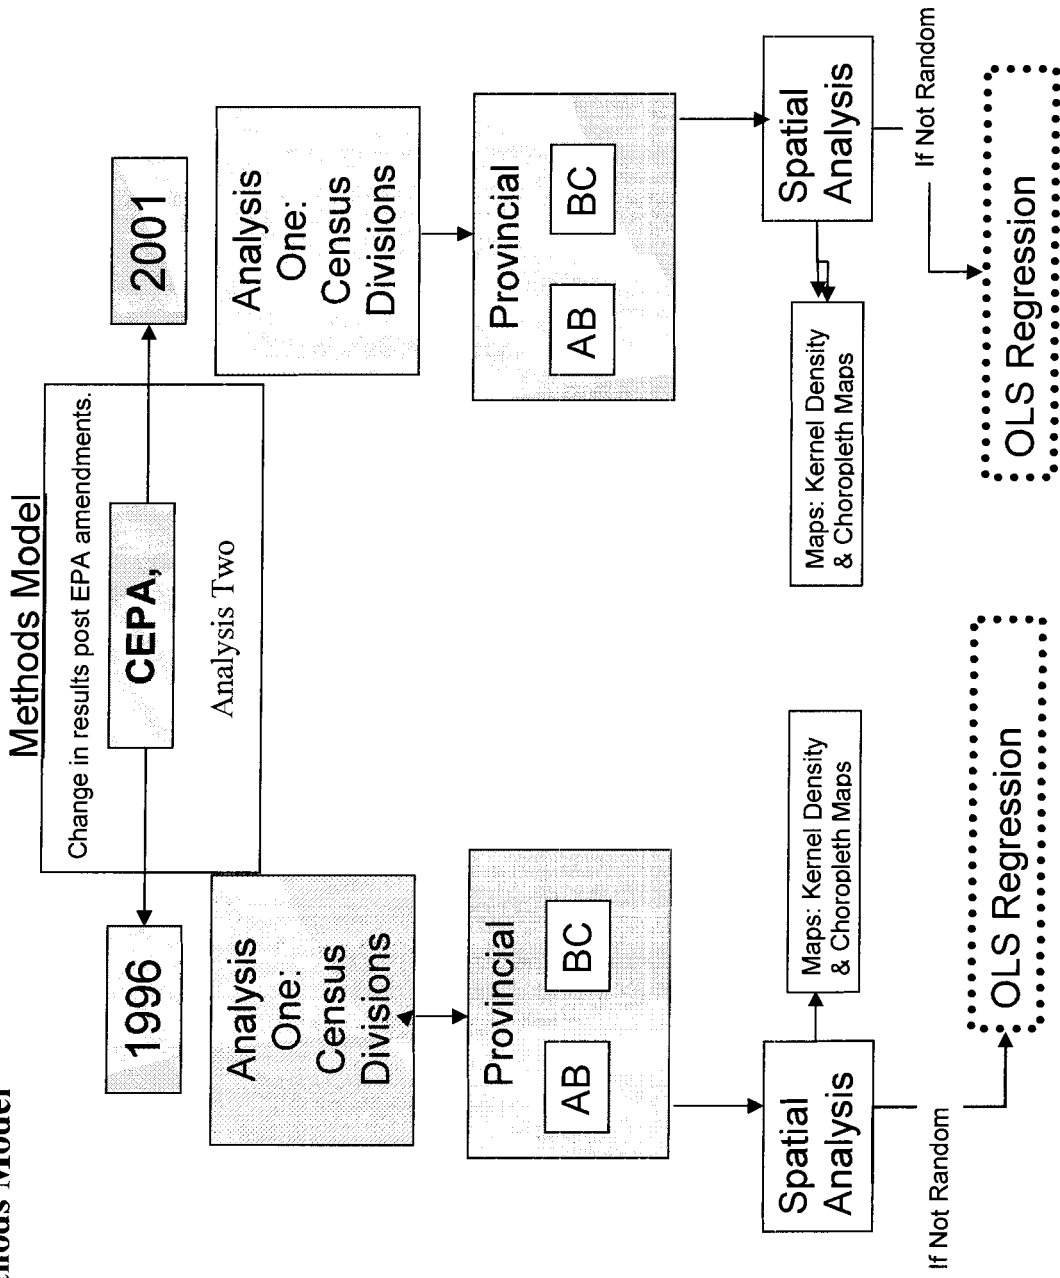 Methods Model
Change in results post EPA amendments.
1996
CEPA,
2001
Analysis Two
Analysis
One:
Census
Divisions
Analysis
One:
Census
Divisions
Provincial
AB
BC
Provincial
AB
BC
Spatial
Analysis
Maps: Kernel Density
& Choropleth Maps
Maps: Kernel Density
& Choropleth Maps
Spatial
Analysis
If Not Random
If Not Random
OLS Regression
OLS Regression
Model